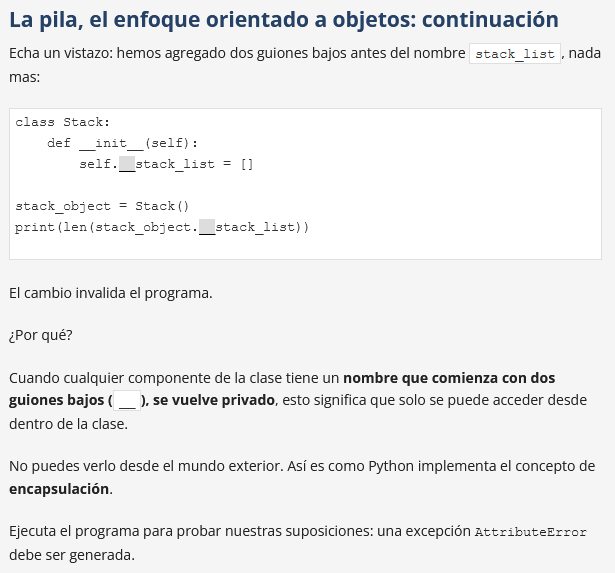 La pila, el enfoque orientado a objetos: continuación
Echa un vistazo: hemos agregado dos guiones bajos antes del nombre stack_list, nada
mas:
class Stack:
    def __init__(self):
        self.__stack_list = []
stack_object = Stack()
print(len(stack_object.__stack_list))
El cambio invalida el programa.
¿Por qué?
Cuando cualquier componente de la clase tiene un nombre que comienza con dos
guiones bajos (__), se vuelve privado, esto significa que solo se puede acceder desde
dentro de la clase.
No puedes verlo desde el mundo exterior. Así es como Python implementa el concepto de
encapsulación.
Ejecuta el programa para probar nuestras suposiciones: una excepción AttributeError
debe ser generada.